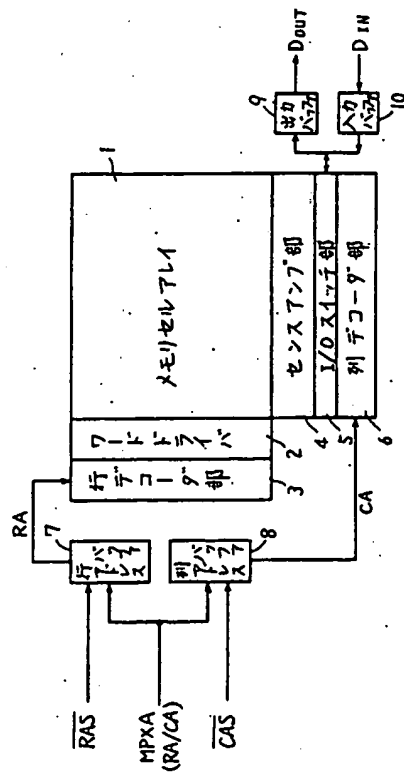 RAS
MPXA
(RA/CA)
CAS
RA
7
行アドレスバッファ
列アドレスバッファ
8
CA
行デコーダ部
3
ワードドライバ
2
メモリセルアレイ
1
センスアンプ部
4
I/Oスイッチ部
5
列デコーダ部
6
9
出力バッファ
DOUT
入力バッファ
10
DIN